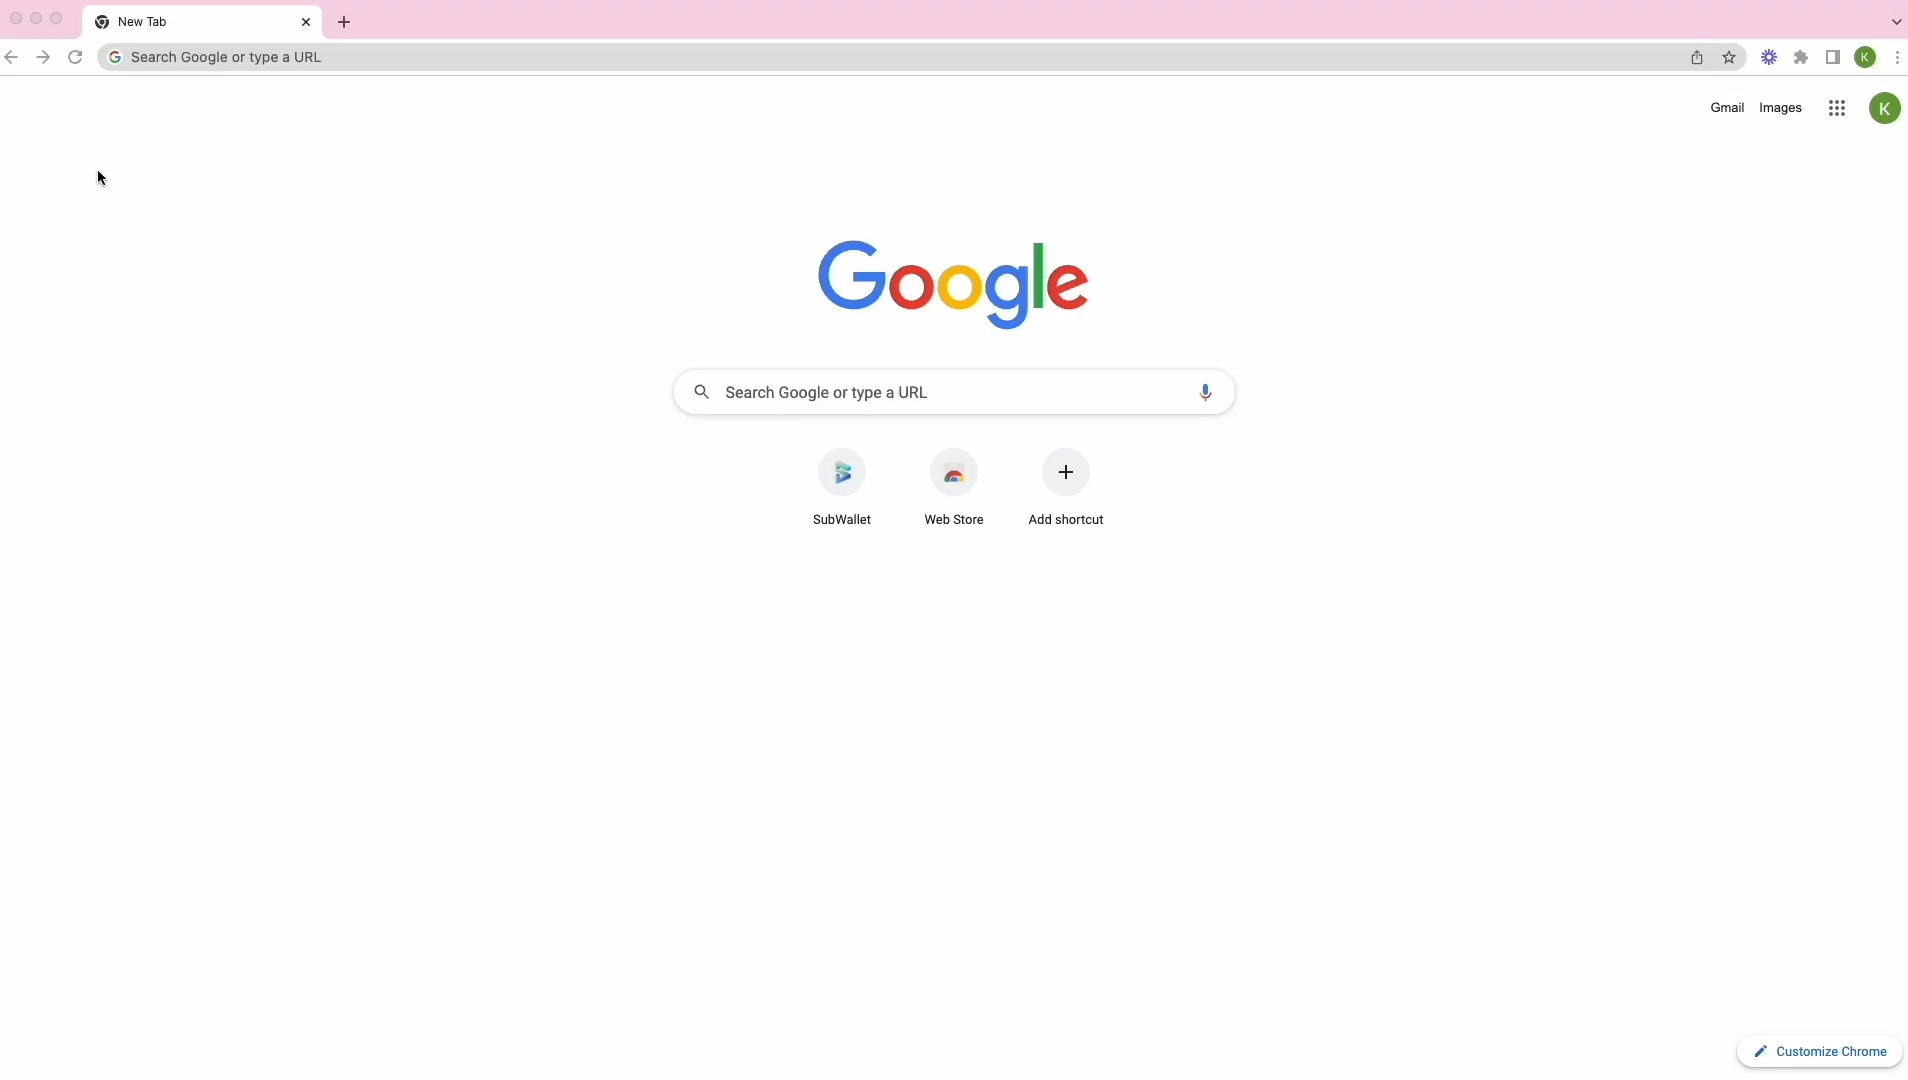 New Tab
Search Google or type a URL
K
Gmail Images K
Google
Search Google or type a URL
SubWallet Web Store Add shortcut
Customize Chrome